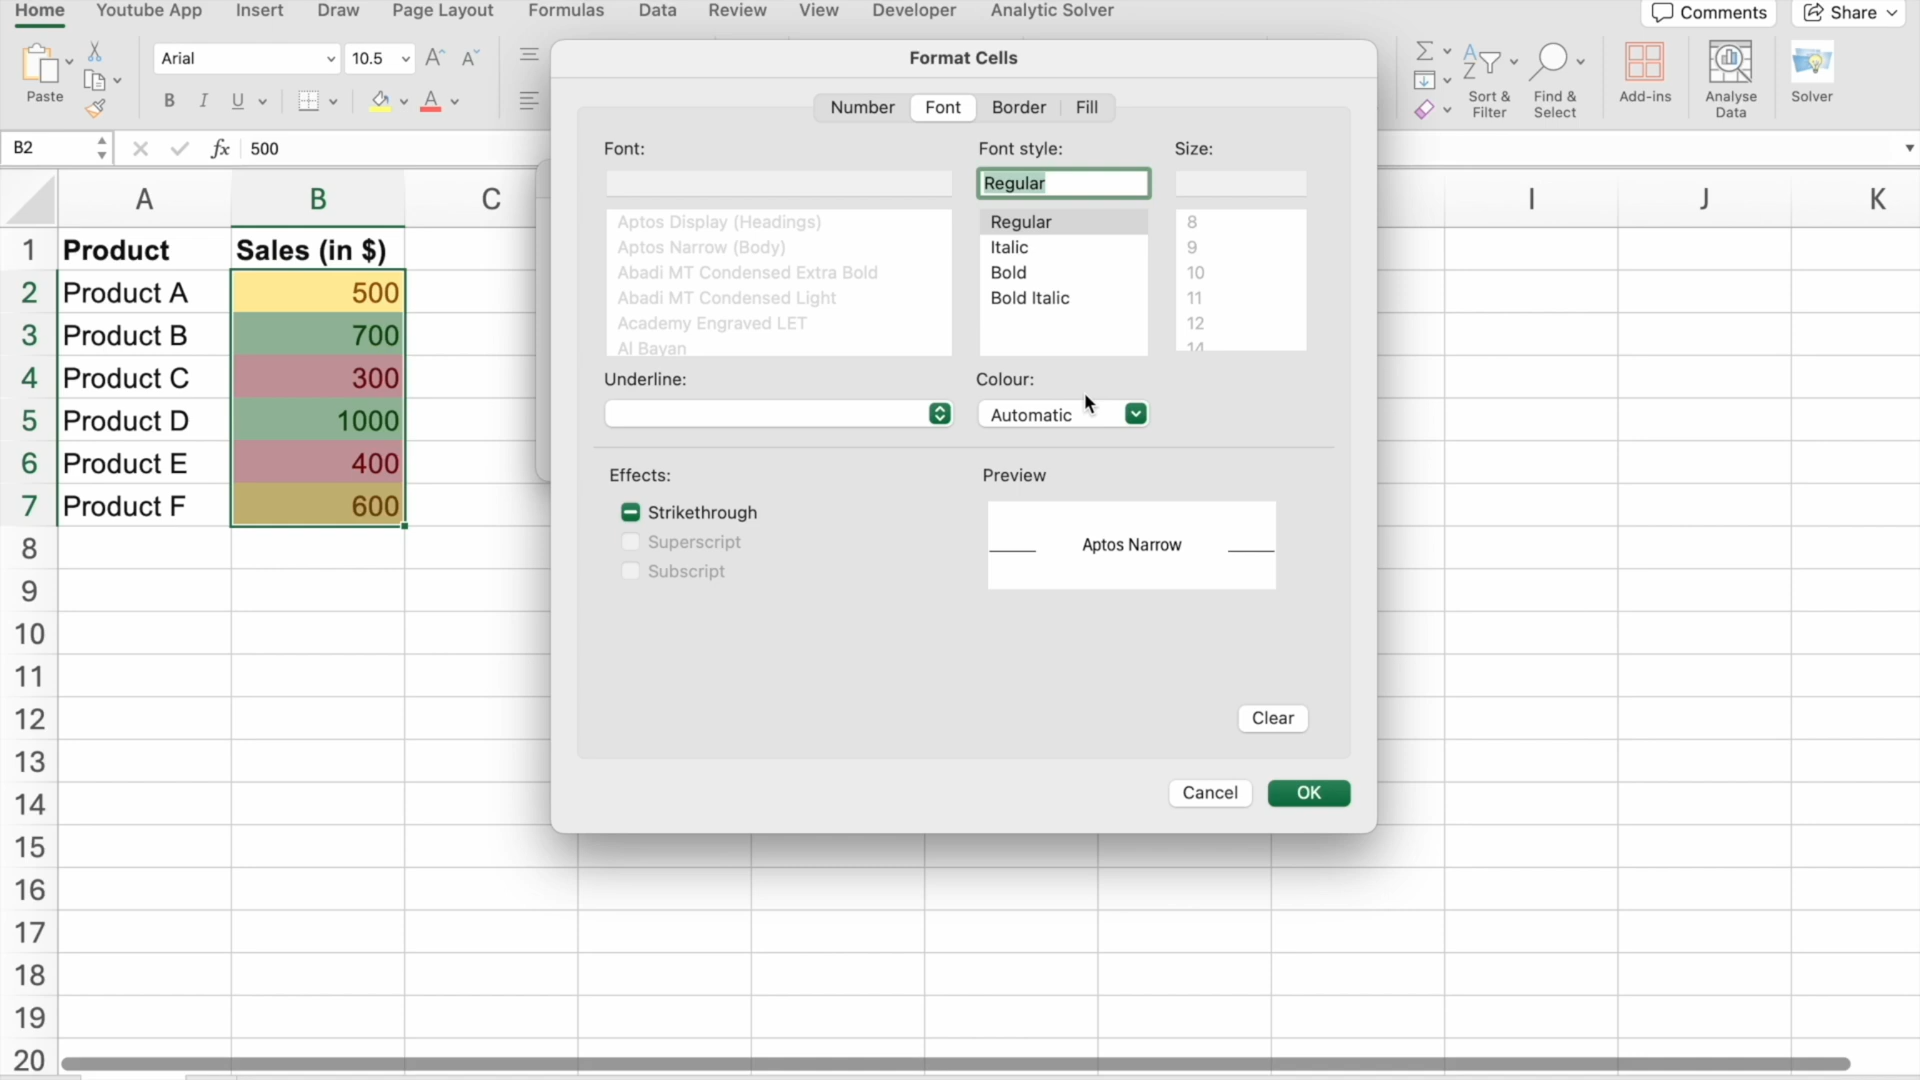 Home Youtube App Insert Draw Page Layout Formulas Data Review View Developer Analytic Solver Comments Share
Arial 10.5
Paste
B I U
Sort & Filter
Find & Select
Add-ins
Analyse Data
Solver
B2 fx 500
Format Cells
Number Font Border Fill
Font: Font style: Size:
Regular
Aptos Display (Headings) Regular 8
Aptos Narrow (Body) Italic 9
Abadi MT Condensed Extra Bold Bold 10
Abadi MT Condensed Light Bold Italic 11
Academy Engraved LET 12
Al Bayan 14
Underline: Colour:
Automatic
Effects: Preview
Strikethrough
Superscript
Subscript
Aptos Narrow
Clear
Cancel OK
A B C I J K
1 Product Sales (in $)
2 Product A 500
3 Product B 700
4 Product C 300
5 Product D 1000
6 Product E 400
7 Product F 600
8
9
10
11
12
13
14
15
16
17
18
19
20